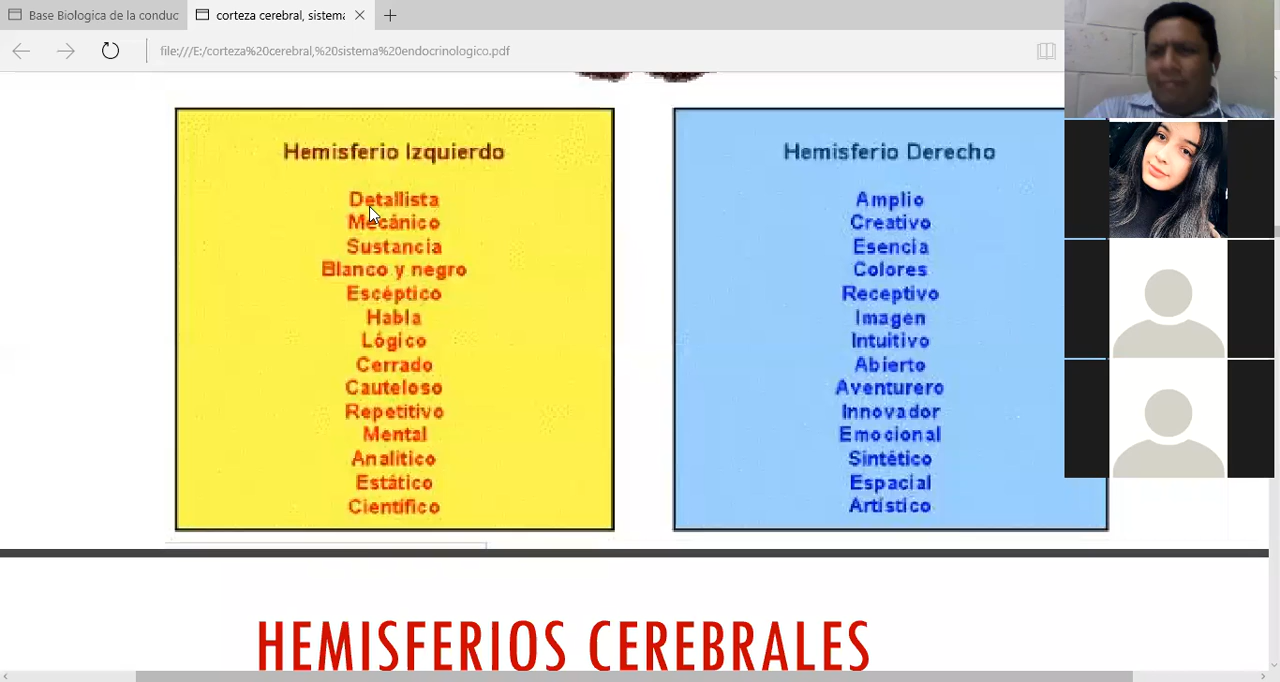 Base Biologica de la conduc
corteza cerebral, sistema
file:///E:/corteza%20cerebral,%20sistema%20endocrinologico.pdf
Hemisferio Izquierdo
Detallista
Mecánico
Sustancia
Blanco y negro
Escéptico
Habla
Lógico
Cerrado
Cauteloso
Repetitivo
Mental
Analítico
Estático
Científico
Hemisferio Derecho
Amplio
Creativo
Esencia
Colores
Receptivo
Imagen
Intuitivo
Abierto
Aventurero
Innovador
Emocional
Sintético
Espacial
Artístico
HEMISFERIOS CEREBRALES